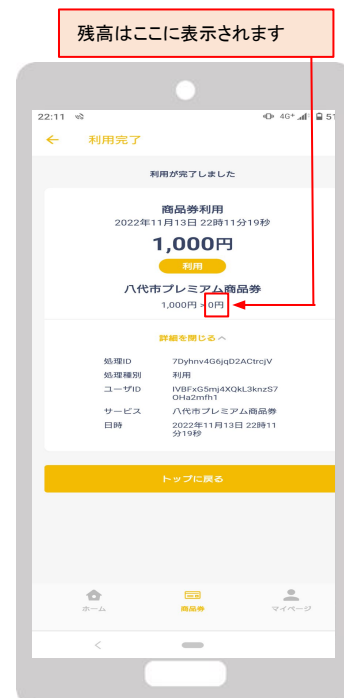 残高はここに表示されます
22:11 4G+ 51
← 利用完了
利用が完了しました
商品券利用
2022年11月13日 22時11分19秒
1,000円
利用
八代市プレミアム商品券
1,000円 > 0円
詳細を閉じる
処理ID 7Dyhnv4G6jqD2ACtrcjV
処理種別 利用
ユーザID IVBFxG5mj4XQkL3knzS7
OHa2mfh1
サービス 八代市プレミアム商品券
日時 2022年11月13日 22時11
分19秒
トップに戻る
ホーム 商品券 マイページ